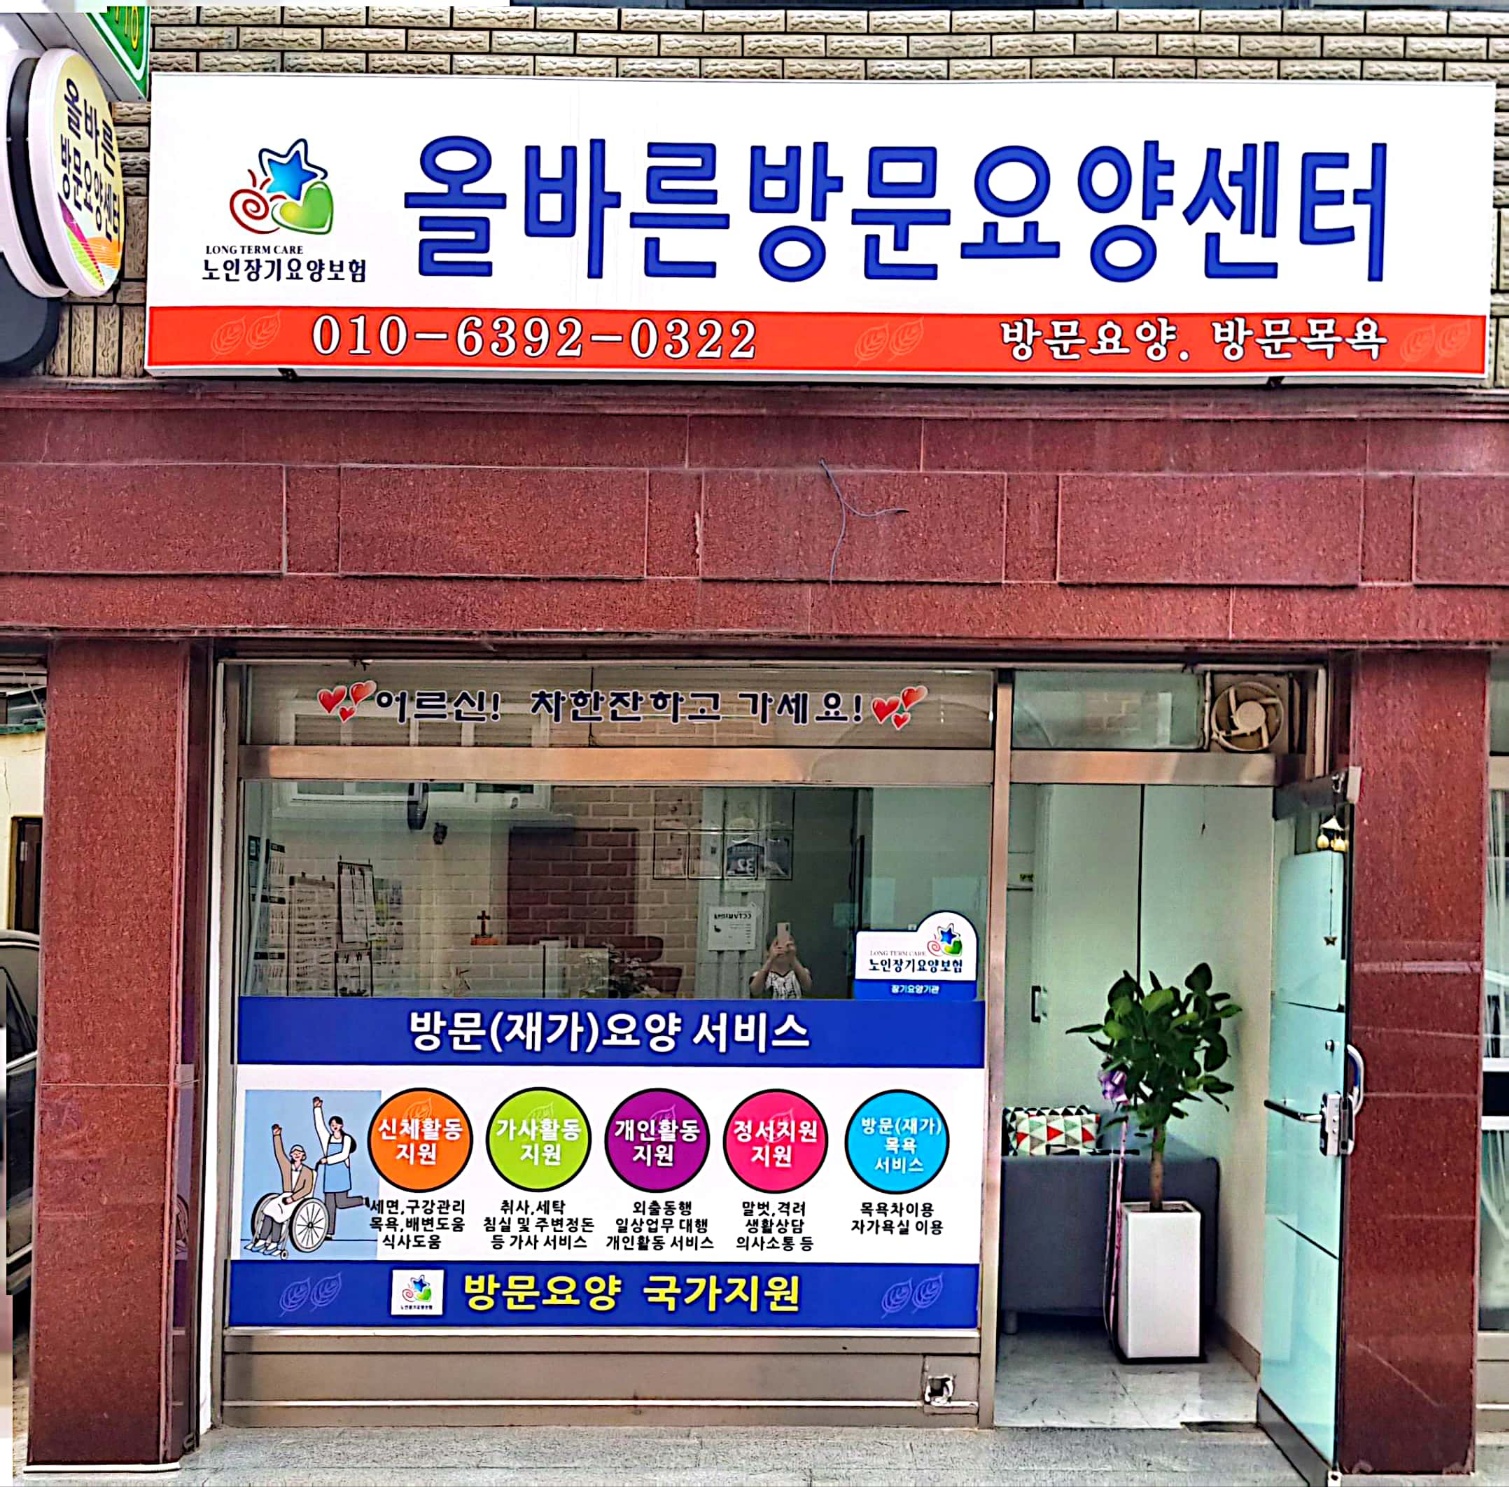 올바른
방문요양센터
LONG TERM CARE
노인장기요양보험
올바른방문요양센터
010-6392-0322
방문요양. 방문목욕
어르신! 차한잔하고 가세요!
LONG TERM CARE
노인장기요양보험
장기요양기관
방문(재가)요양 서비스
신체활동
지원
세면,구강관리
목욕,배변도움
식사도움
가사활동
지원
취사,세탁
침실 및 주변정돈
등 가사 서비스
개인활동
지원
외출동행
일상업무 대행
개인활동 서비스
정서지원
지원
말벗,격려
생활상담
의사소통 등
방문(재가)
목욕
서비스
목욕차이용
자가욕실 이용
노인장기요양보험
방문요양 국가지원